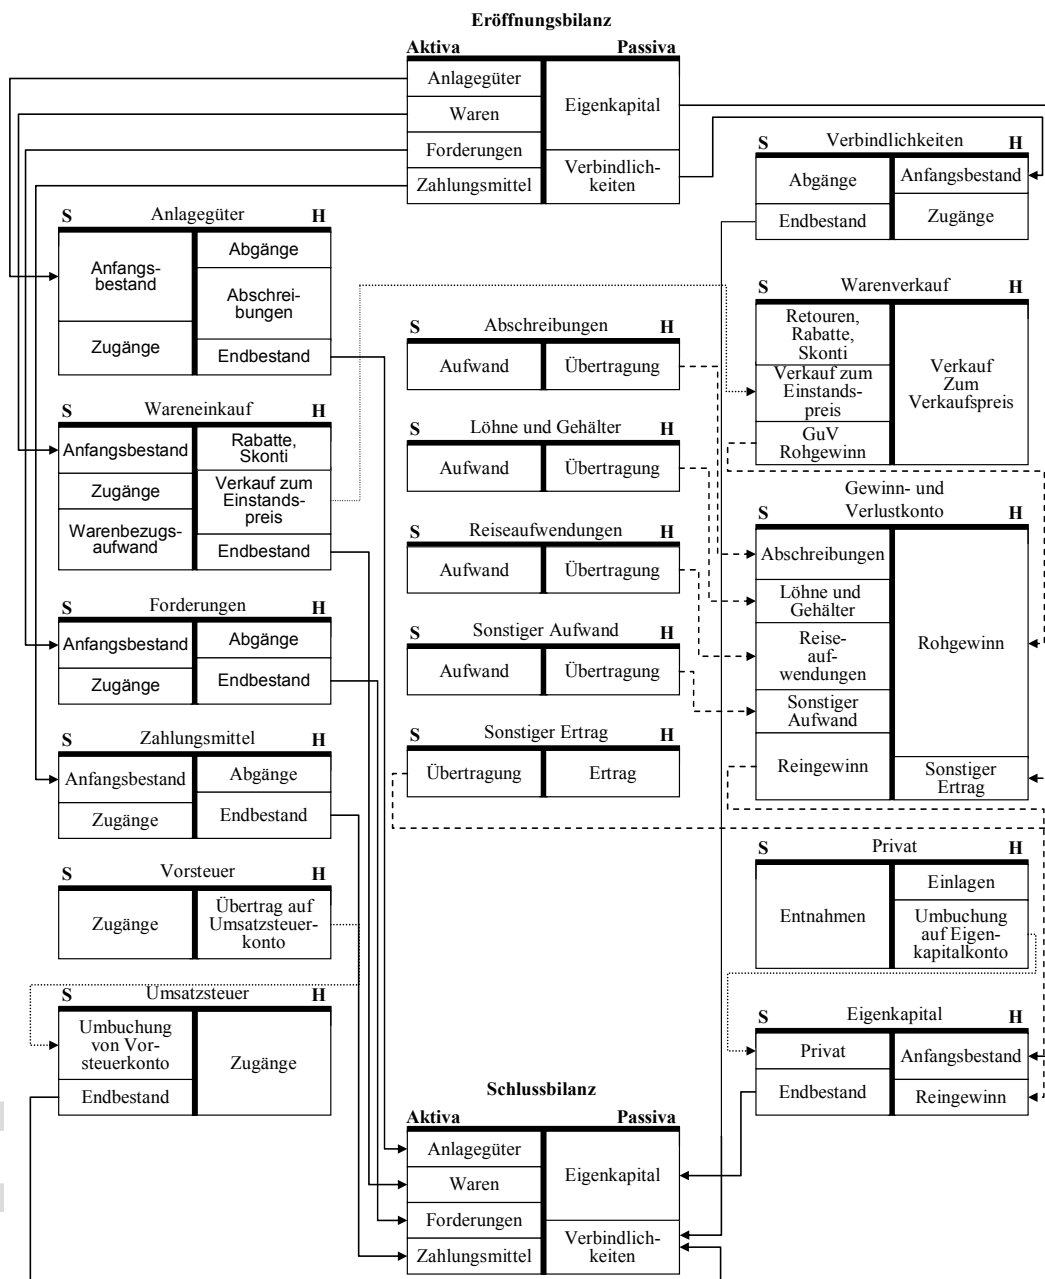 Eröffnungsbilanz
Aktiva Passiva
Anlagegüter
Waren
Forderungen
Zahlungsmittel
Eigenkapital
Verbindlich-
keiten
S Verbindlichkeiten H
Abgänge
Endbestand
Anfangsbestand
Zugänge
S Anlagegüter H
Anfangs-
bestand
Zugänge
Abgänge
Abschrei-
bungen
Endbestand
S Warenverkauf H
Retouren,
Rabatte,
Skonti
Verkauf zum
Einstands-
preis
GuV
Rohgewinn
Verkauf
Zum
Verkaufspreis
S Abschreibungen H
Aufwand Übertragung
S Wareneinkauf H
Anfangsbestand
Zugänge
Warenbezugs-
aufwand
Rabatte,
Skonti
Verkauf zum
Einstands-
preis
Endbestand
S Löhne und Gehälter H
Aufwand Übertragung
Gewinn- und
S Verlustkonto H
Abschreibungen
Löhne und
Gehälter
Reise-
auf-
wendungen
Sonstiger
Aufwand
Reingewinn
Rohgewinn
Sonstiger
Ertrag
S Reiseaufwendungen H
Aufwand Übertragung
S Forderungen H
Anfangsbestand
Zugänge
Abgänge
Endbestand
S Sonstiger Aufwand H
Aufwand Übertragung
S Zahlungsmittel H
Anfangsbestand
Zugänge
Abgänge
Endbestand
S Sonstiger Ertrag H
Übertragung Ertrag
S Vorsteuer H
Zugänge
Übertrag auf
Umsatzsteuer-
konto
S Privat H
Entnahmen
Einlagen
Umbuchung
auf Eigen-
kapitalkonto
S Umsatzsteuer H
Umbuchung
von Vor-
steuerkonto
Endbestand
Zugänge
S Eigenkapital H
Privat
Endbestand
Anfangsbestand
Reingewinn
Schlussbilanz
Aktiva Passiva
Anlagegüter
Waren
Forderungen
Zahlungsmittel
Eigenkapital
Verbindlich-
keiten